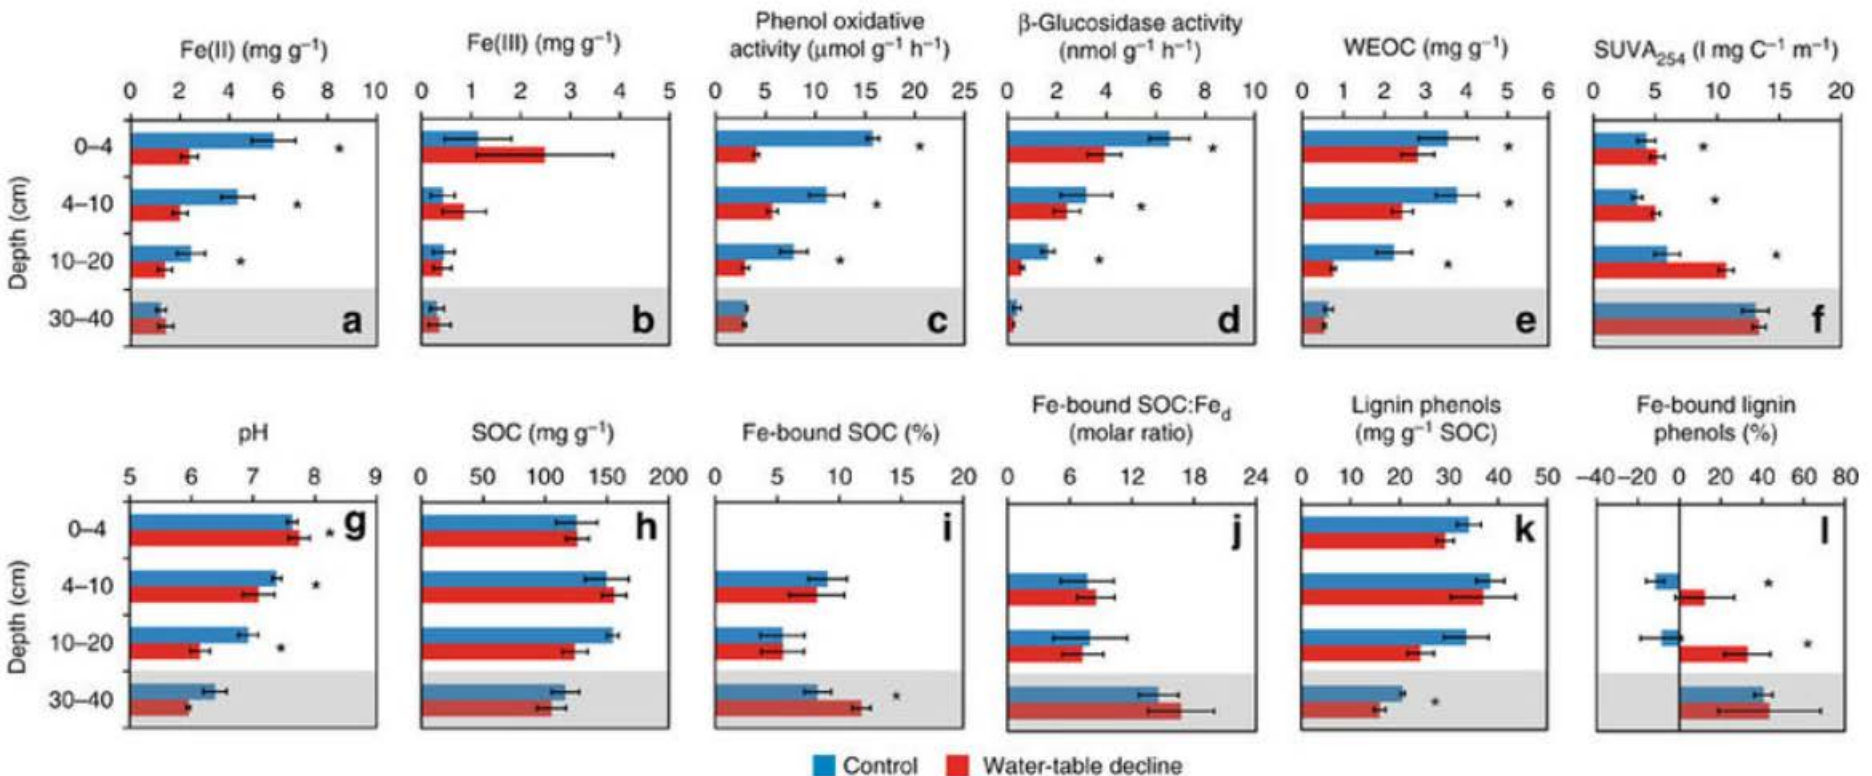 Fe(II) (mg g⁻¹)
0 2 4 6 8 10
Fe(III) (mg g⁻¹)
0 1 2 3 4 5
Phenol oxidative
activity (μmol g⁻¹ h⁻¹)
0 5 10 15 20 25
β-Glucosidase activity
(nmol g⁻¹ h⁻¹)
0 2 4 6 8 10
WEOC (mg g⁻¹)
0 1 2 3 4 5 6
SUVA₂₅₄ (l mg C⁻¹ m⁻¹)
0 5 10 15 20
Depth (cm)
0–4
4–10
10–20
30–40
* * * a
b
* * * c
* * * d
* * * e
* * * f
pH
5 6 7 8 9
SOC (mg g⁻¹)
0 50 100 150 200
Fe-bound SOC (%)
0 5 10 15 20
Fe-bound SOC:Fe_d
(molar ratio)
0 6 12 18 24
Lignin phenols
(mg g⁻¹ SOC)
0 10 20 30 40 50
Fe-bound lignin
phenols (%)
−40 −20 0 20 40 60 80
Depth (cm)
0–4
4–10
10–20
30–40
* * * g
h
i *
j
k *
l * *
Control Water-table decline